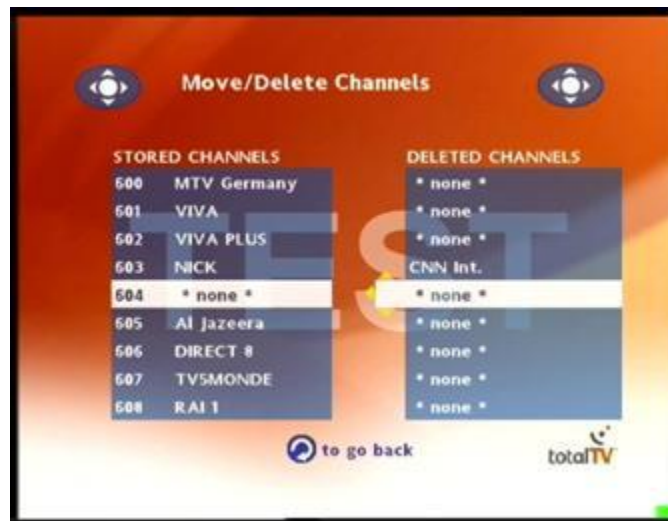 Move/Delete Channels
STORED CHANNELS
600 MTV Germany
601 VIVA
602 VIVA PLUS
603 NICK
604 * none *
605 Al Jazeera
606 DIRECT 8
607 TV5MONDE
608 RAI 1
DELETED CHANNELS
* none *
* none *
* none *
CNN Int.
* none *
* none *
* none *
* none *
* none *
TEST
to go back
totalTV